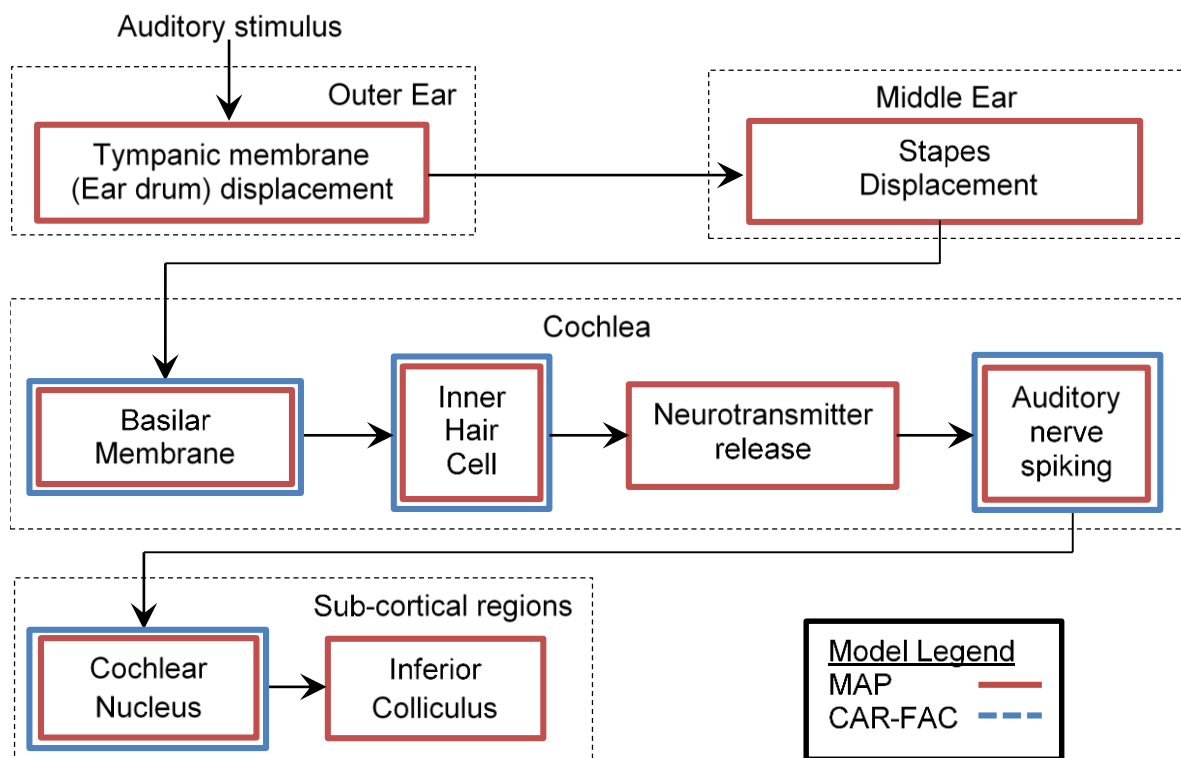 Auditory stimulus
Outer Ear
Tympanic membrane
(Ear drum) displacement
Middle Ear
Stapes
Displacement
Cochlea
Basilar
Membrane
Inner
Hair
Cell
Neurotransmitter
release
Auditory
nerve
spiking
Sub-cortical regions
Cochlear
Nucleus
Inferior
Colliculus
Model Legend
MAP
CAR-FAC